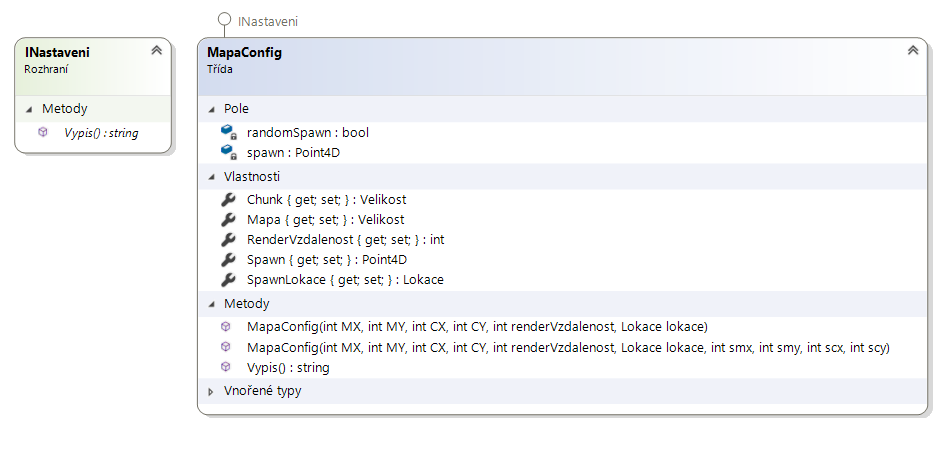 INastaveni
INastaveni
Rozhraní
Metody
Vypis() : string
MapaConfig
Třída
Pole
randomSpawn : bool
spawn : Point4D
Vlastnosti
Chunk { get; set; } : Velikost
Mapa { get; set; } : Velikost
RenderVzdalenost { get; set; } : int
Spawn { get; set; } : Point4D
SpawnLokace { get; set; } : Lokace
Metody
MapaConfig(int MX, int MY, int CX, int CY, int renderVzdalenost, Lokace lokace)
MapaConfig(int MX, int MY, int CX, int CY, int renderVzdalenost, Lokace lokace, int smx, int smy, int scx, int scy)
Vypis() : string
Vnořené typy